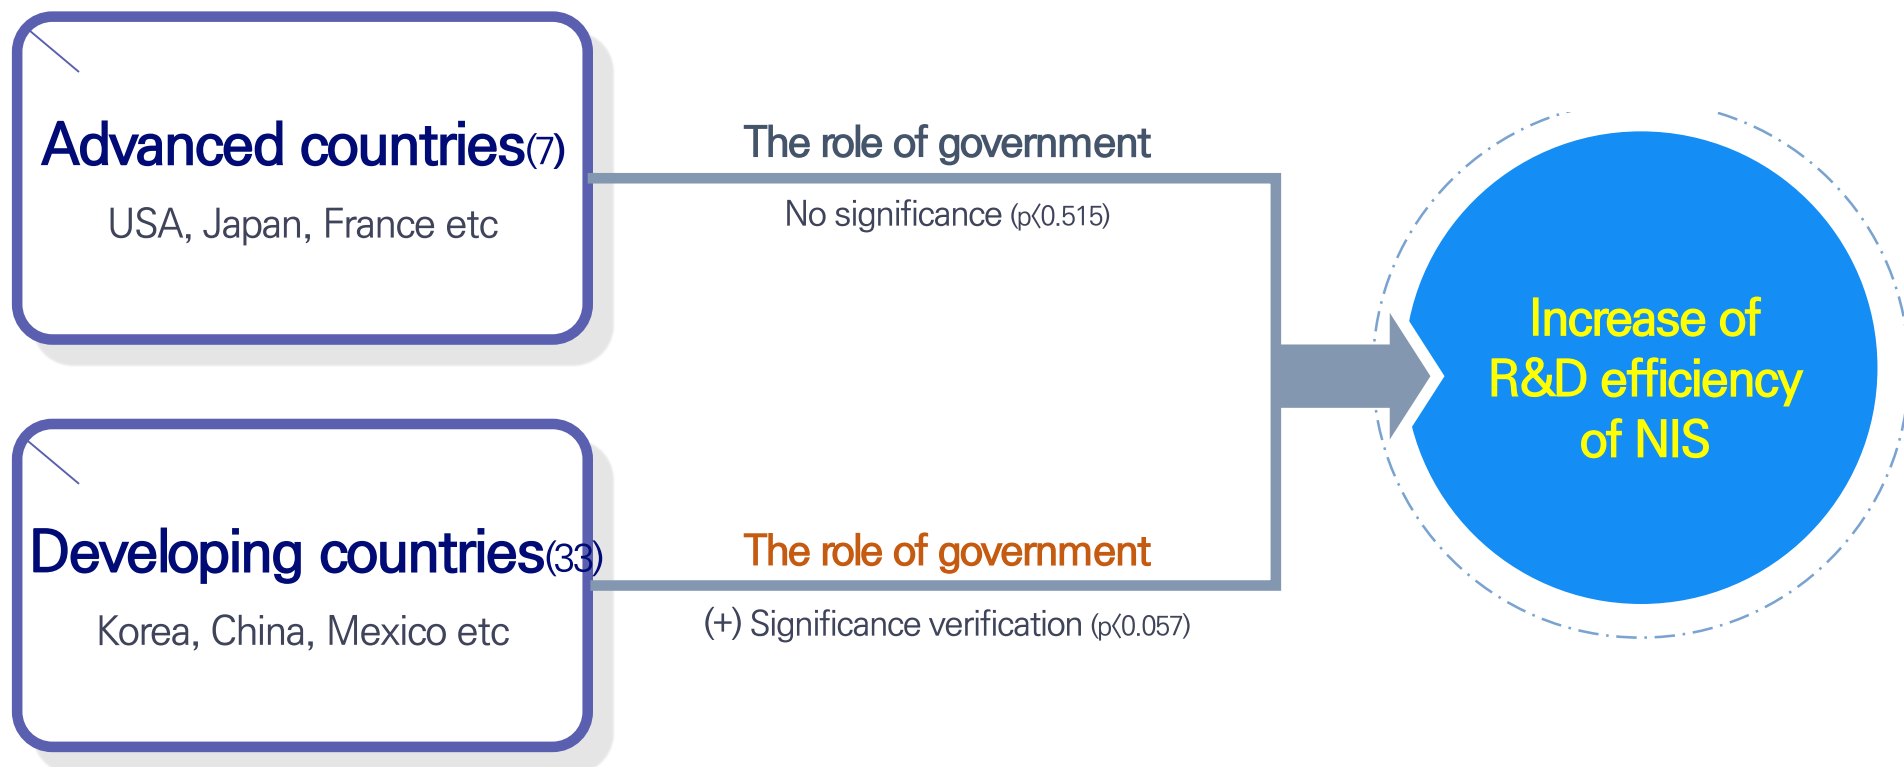 Advanced countries(7)
USA, Japan, France etc
The role of government
No significance (p<0.515)
Developing countries(33)
Korea, China, Mexico etc
The role of government
(+) Significance verification (p<0.057)
Increase of
R&D efficiency
of NIS